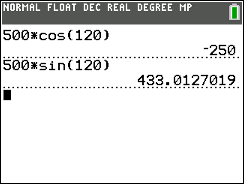 NORMAL FLOAT DEC REAL DEGREE MP
500*cos(120)
-250
500*sin(120)
433.0127019